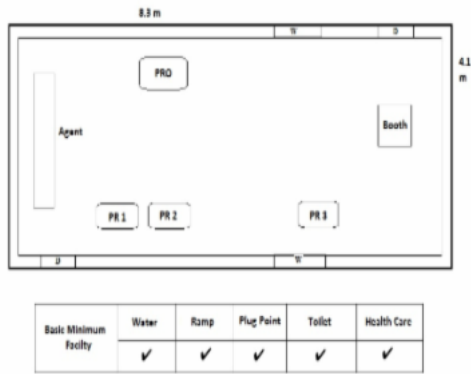 8.3 m
W D
4.1
m
PRO
Agent
Booth
PR 1 PR 2 PR 3
D W
Basic Minimum
Facilty
Water Ramp Plug Point Toilet Health Care
✔ ✔ ✔ ✔ ✔